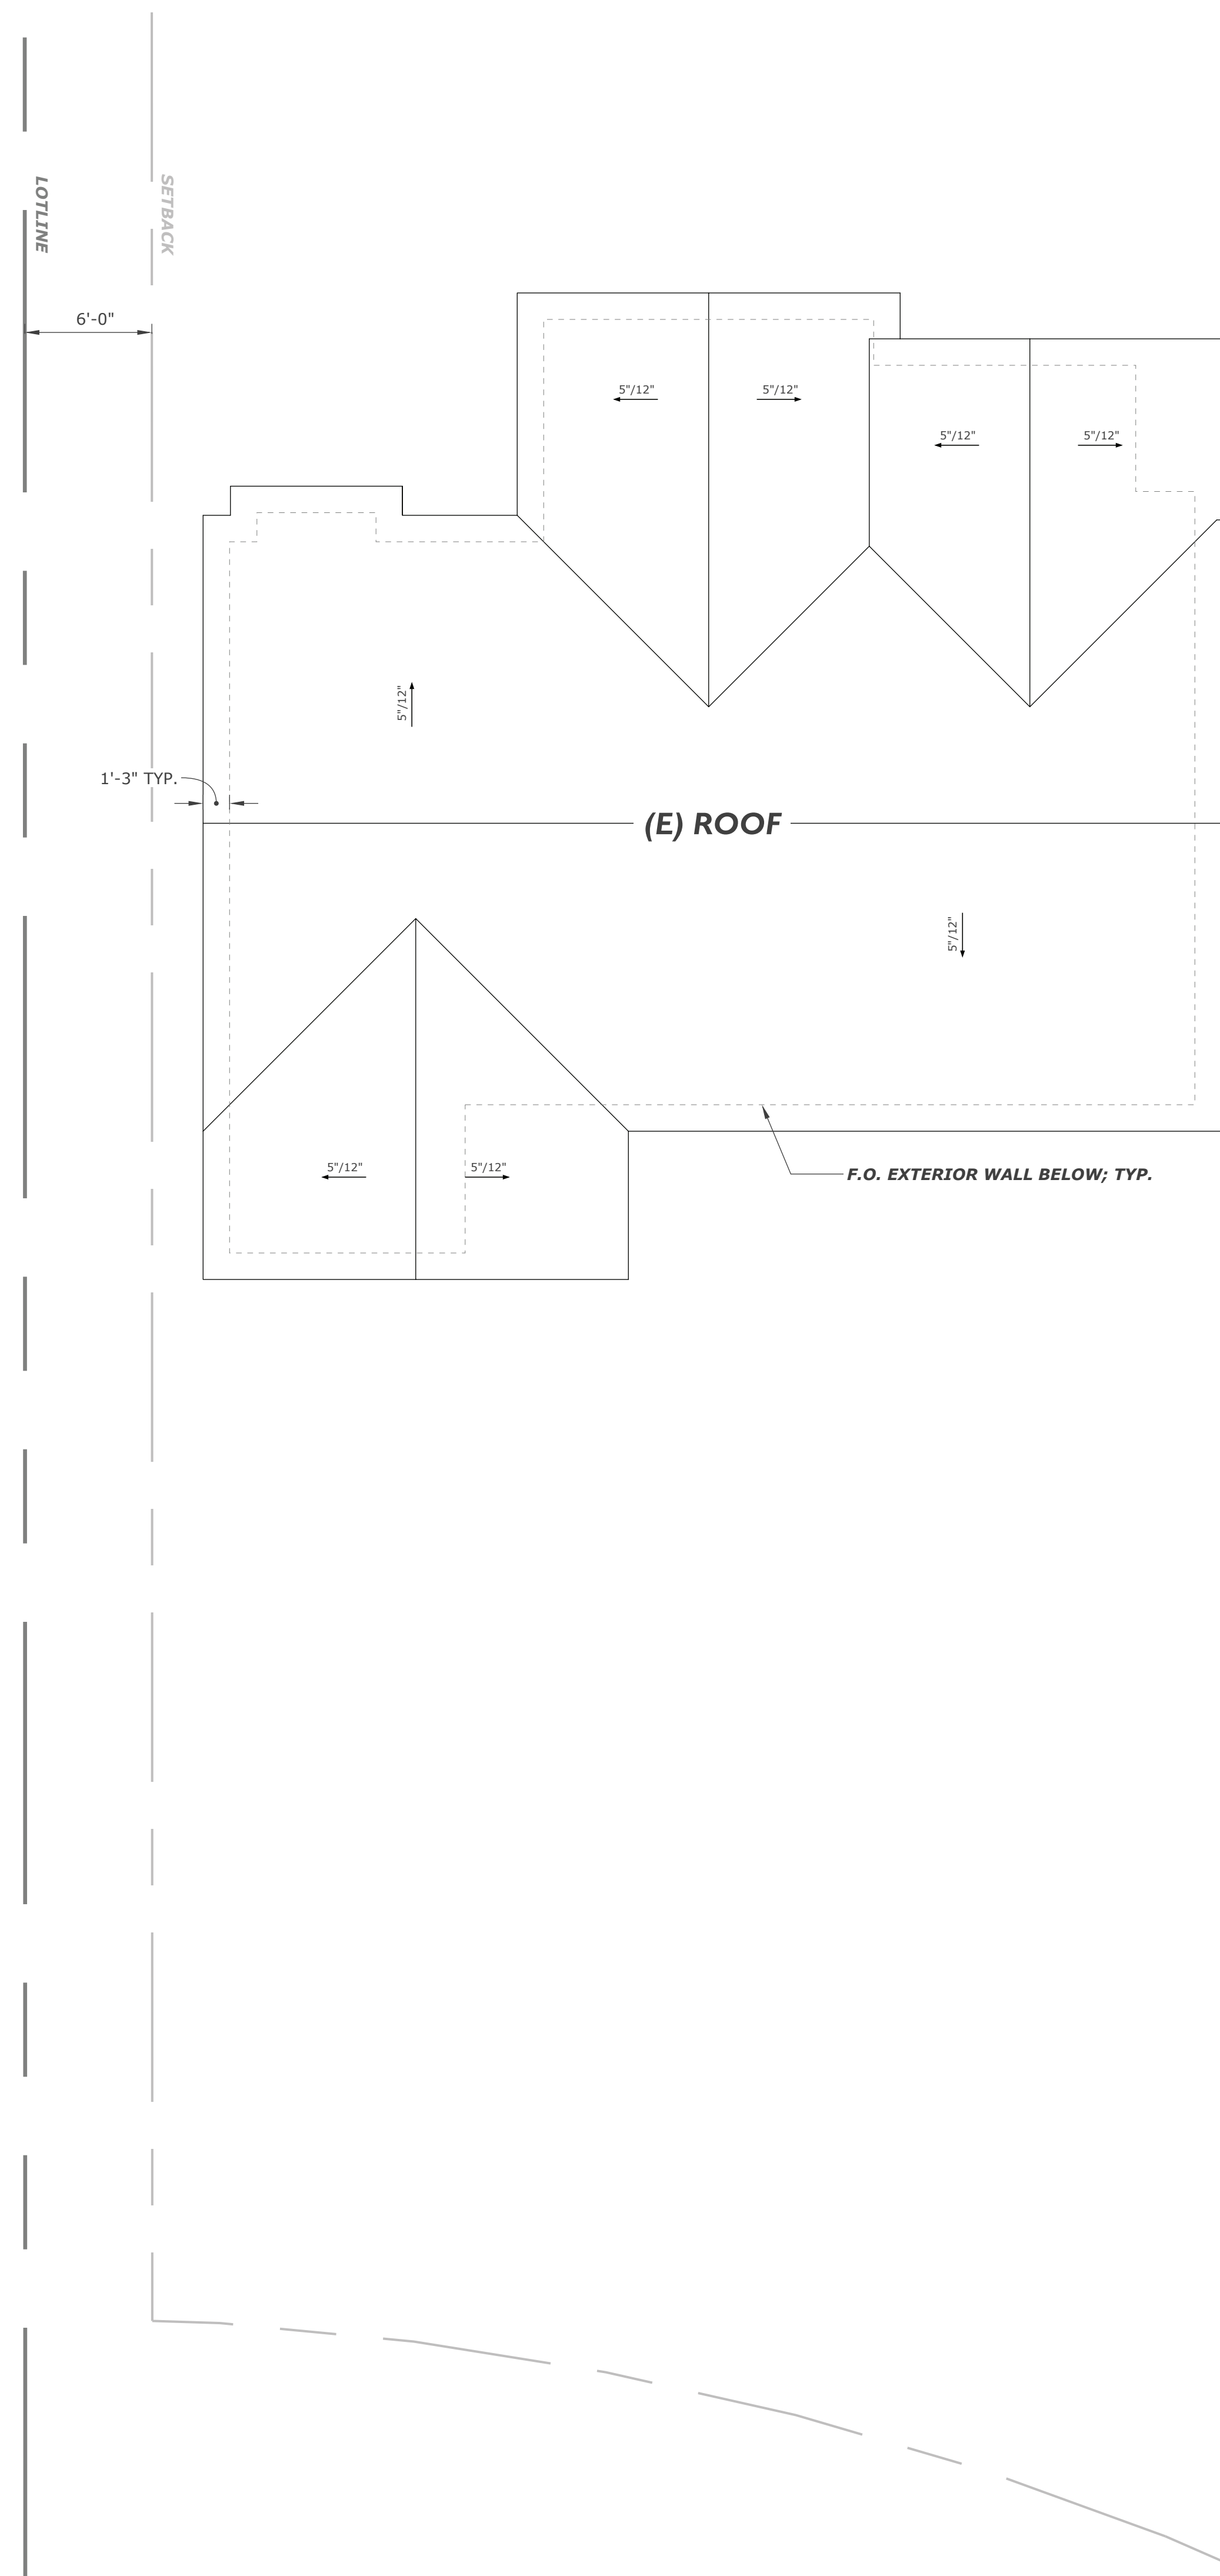 LOTLINE
SETBACK
6'-0"
5"/12"
5"/12"
5"/12"
5"/12"
5"/12"
1'-3" TYP.
(E) ROOF
5"/12"
5"/12"
5"/12"
F.O. EXTERIOR WALL BELOW; TYP.